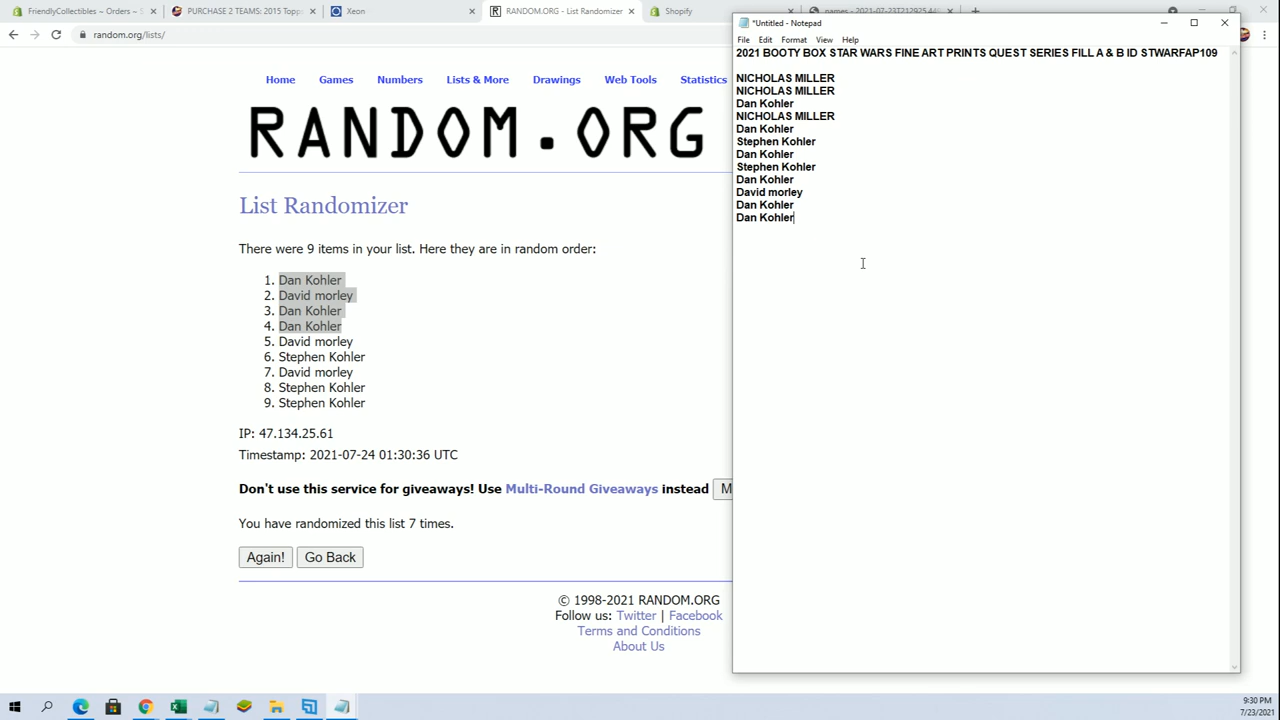 FriendlyCollectibles ~ Orders ~ S
PURCHASE 2 TEAMS: 2015 Topp
Xeon
RANDOM.ORG - List Randomizer
Shopify
random.org/lists/
Home
Games
Numbers
Lists & More
Drawings
Web Tools
Statistics
RANDOM.ORG
List Randomizer
There were 9 items in your list. Here they are in random order:
1. Dan Kohler
2. David morley
3. Dan Kohler
4. Dan Kohler
5. David morley
6. Stephen Kohler
7. David morley
8. Stephen Kohler
9. Stephen Kohler
IP: 47.134.25.61
Timestamp: 2021-07-24 01:30:36 UTC
Don't use this service for giveaways! Use Multi-Round Giveaways instead M
You have randomized this list 7 times.
Again!
Go Back
© 1998-2021 RANDOM.ORG
Follow us: Twitter | Facebook
Terms and Conditions
About Us
*Untitled - Notepad
File Edit Format View Help
2021 BOOTY BOX STAR WARS FINE ART PRINTS QUEST SERIES FILL A & B ID STWARFAP109
NICHOLAS MILLER
NICHOLAS MILLER
Dan Kohler
NICHOLAS MILLER
Dan Kohler
Stephen Kohler
Dan Kohler
Stephen Kohler
Dan Kohler
David morley
Dan Kohler
Dan Kohler
9:30 PM
7/23/2021